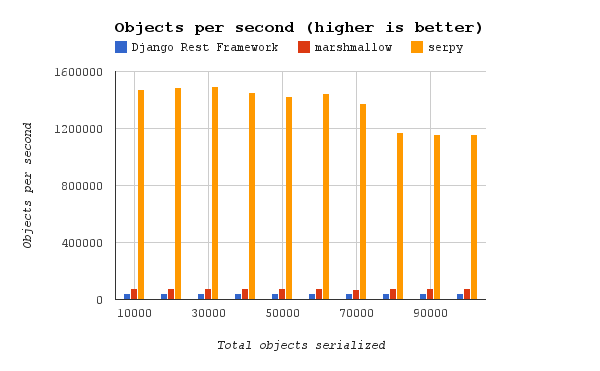 Objects per second (higher is better)
Django Rest Framework marshmallow serpy
1600000
1200000
800000
400000
0
Objects per second
10000 30000 50000 70000 90000
Total objects serialized